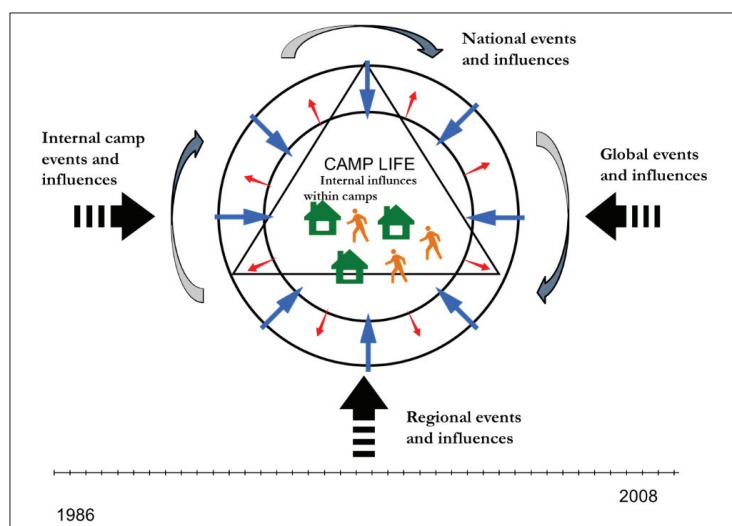 National events
and influences
Internal camp
events and
influences
Global events
and influences
CAMP LIFE
Internal influnces
within camps
Regional events
and influences
1986
2008